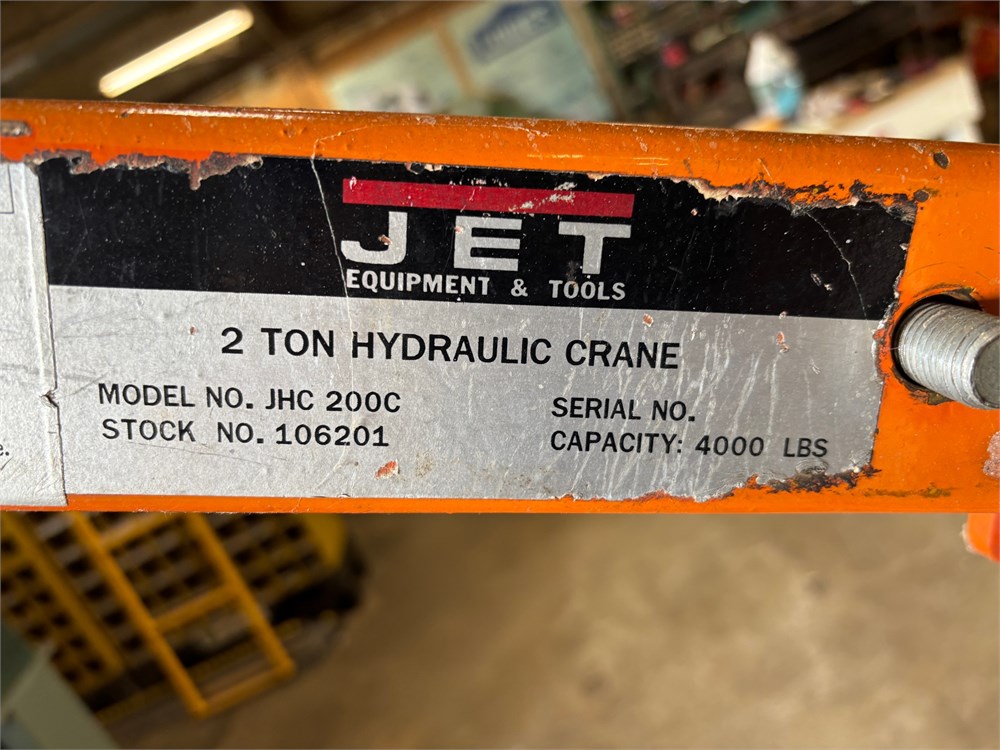 JET
EQUIPMENT & TOOLS
2 TON HYDRAULIC CRANE
MODEL NO. JHC 200C
SERIAL NO.
STOCK NO. 106201
CAPACITY: 4000 LBS